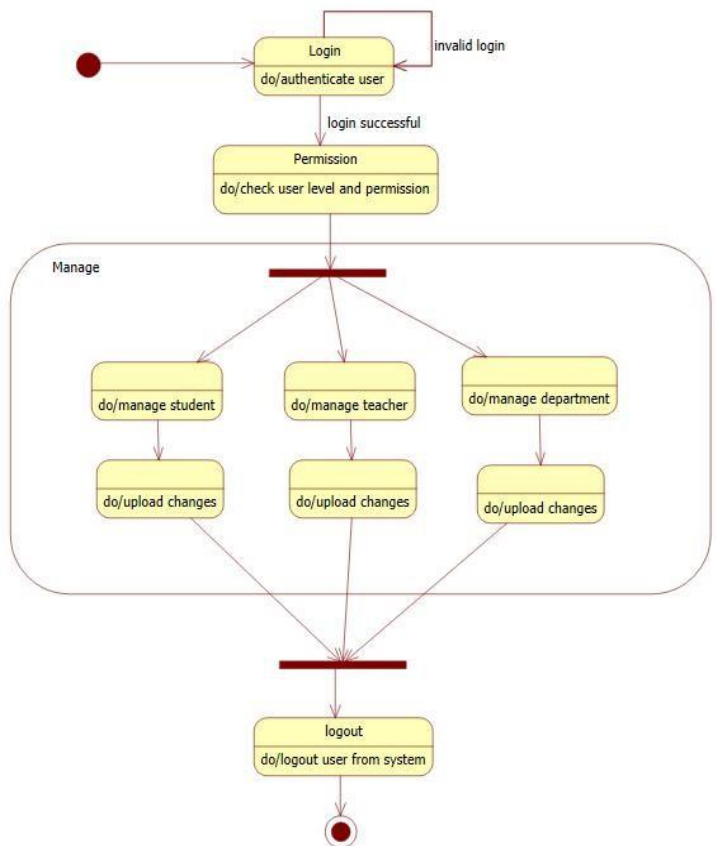 Login
invalid login
do/authenticate user
login successful
Permission
do/check user level and permission
Manage
do/manage student
do/manage teacher
do/manage department
do/upload changes
do/upload changes
do/upload changes
logout
do/logout user from system